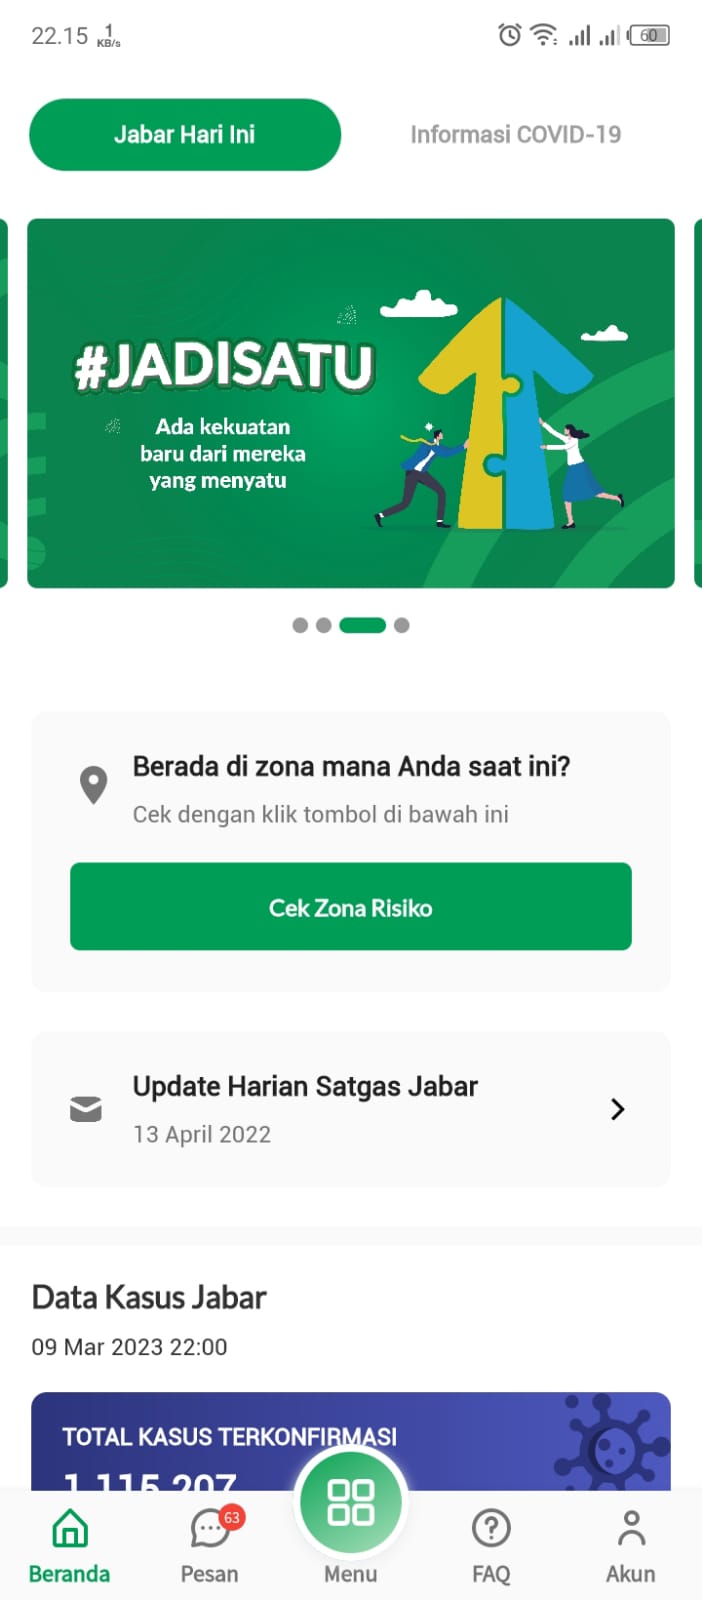 22.15 1 KB/s 60
Jabar Hari Ini
Informasi COVID-19
#JADISATU
Ada kekuatan
baru dari mereka
yang menyatu
Berada di zona mana Anda saat ini?
Cek dengan klik tombol di bawah ini
Cek Zona Risiko
Update Harian Satgas Jabar
13 April 2022
Data Kasus Jabar
09 Mar 2023 22:00
TOTAL KASUS TERKONFIRMASI
1.115.207
63
Beranda
Pesan
Menu
FAQ
Akun